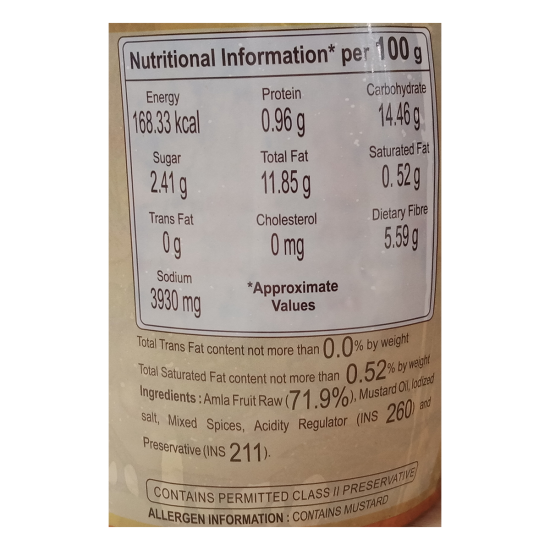 Nutritional Information* per 100 g
Energy Protein Carbohydrate
168.33 kcal 0.96 g 14.46 g
Sugar Total Fat Saturated Fat
2.41 g 11.85 g 0.52 g
Trans Fat Cholesterol Dietary Fibre
0 g 0 mg 5.59 g
Sodium *Approximate
3930 mg Values
Total Trans Fat content not more than 0.0% by weight
Total Saturated Fat content not more than 0.52% by weight
Ingredients : Amla Fruit Raw (71.9%), Mustard Oil, Iodized
salt, Mixed Spices, Acidity Regulator (INS 260) and
Preservative (INS 211).
CONTAINS PERMITTED CLASS II PRESERVATIVE
ALLERGEN INFORMATION : CONTAINS MUSTARD